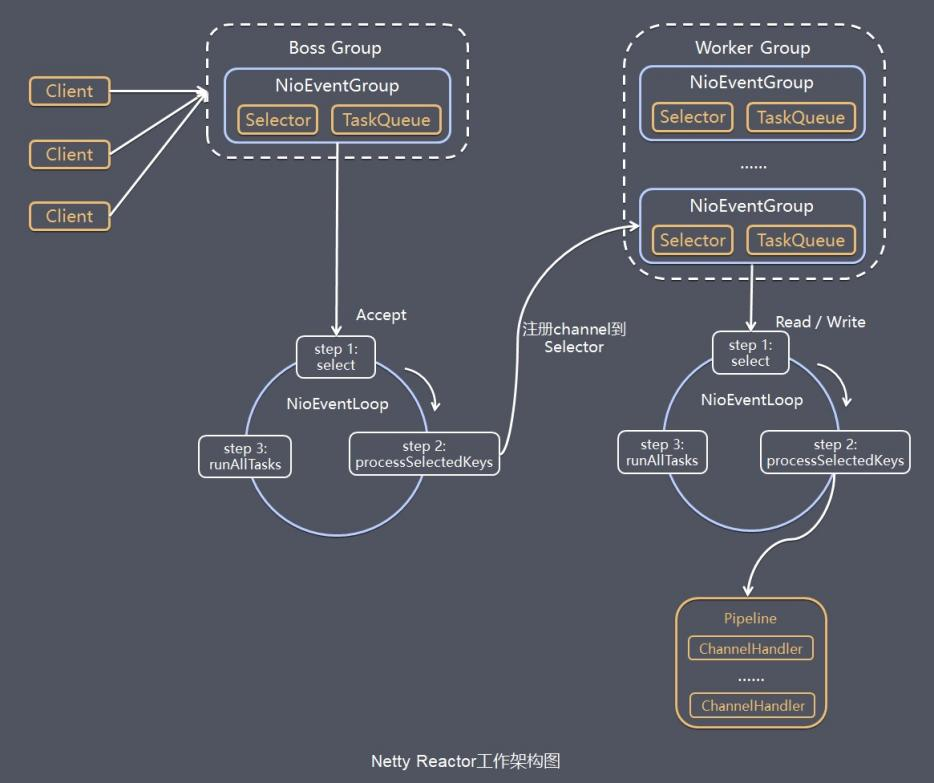 Client
Client
Client
Boss Group
NioEventGroup
Selector
TaskQueue
Worker Group
NioEventGroup
Selector
TaskQueue
......
NioEventGroup
Selector
TaskQueue
Accept
step 1:
select
NioEventLoop
step 2:
processSelectedKeys
step 3:
runAllTasks
注册channel到
Selector
Read / Write
step 1:
select
NioEventLoop
step 2:
processSelectedKeys
step 3:
runAllTasks
Pipeline
ChannelHandler
......
ChannelHandler
Netty Reactor工作架构图